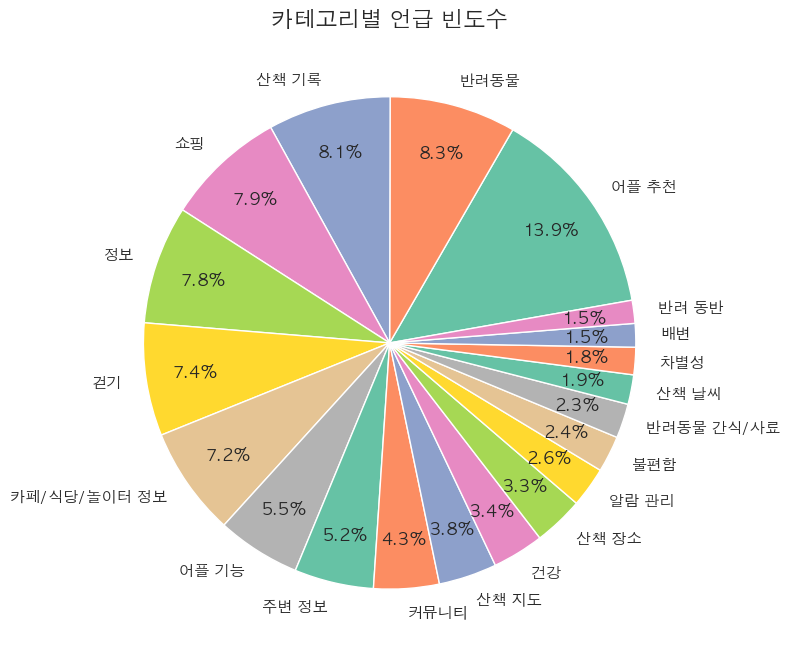 카테고리별 언급 빈도수
산책 기록
반려동물
8.1%
8.3%
쇼핑
어플 추천
7.9%
13.9%
정보
7.8%
반려 동반
1.5%
배변
1.5%
차별성
1.8%
걷기
7.4%
산책 날씨
1.9%
반려동물 간식/사료
2.3%
불편함
2.4%
카페/식당/놀이터 정보
7.2%
알람 관리
2.6%
산책 장소
3.3%
어플 기능
5.5%
건강
3.4%
주변 정보
5.2%
커뮤니티
4.3%
산책 지도
3.8%